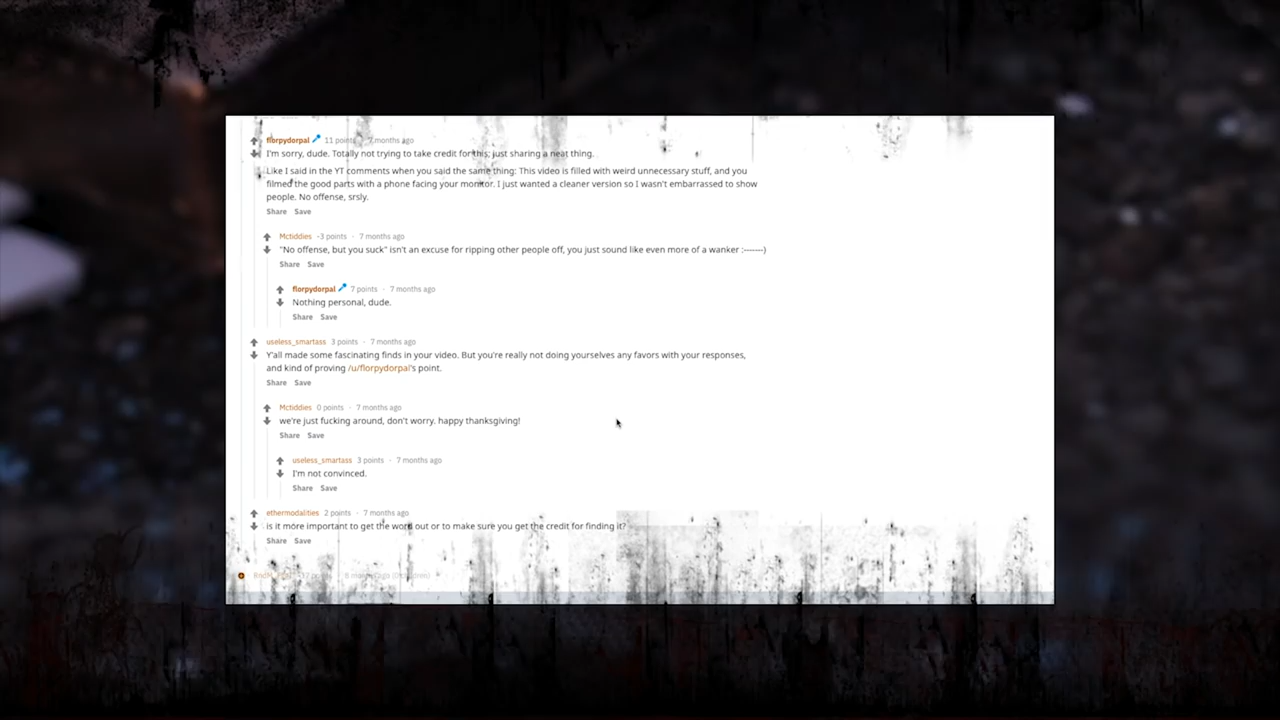 florpydorpal 11 points · 7 months ago
I'm sorry, dude. Totally not trying to take credit for this; just sharing a neat thing.
Like I said in the YT comments when you said the same thing: This video is filled with weird unnecessary stuff, and you
filmed the good parts with a phone facing your monitor. I just wanted a cleaner version so I wasn't embarrassed to show
people. No offense, srsly.
Share Save
Mctiddies -3 points · 7 months ago
"No offense, but you suck" isn't an excuse for ripping other people off, you just sound like even more of a wanker :-------)
Share Save
florpydorpal 7 points · 7 months ago
Nothing personal, dude.
Share Save
useless_smartass 3 points · 7 months ago
Y'all made some fascinating finds in your video. But you're really not doing yourselves any favors with your responses,
and kind of proving /u/florpydorpal's point.
Share Save
Mctiddies 0 points · 7 months ago
we're just fucking around, don't worry. happy thanksgiving!
Share Save
useless_smartass 3 points · 7 months ago
I'm not convinced.
Share Save
ethermodalities 2 points · 7 months ago
is it more important to get the word out or to make sure you get the credit for finding it?
Share Save